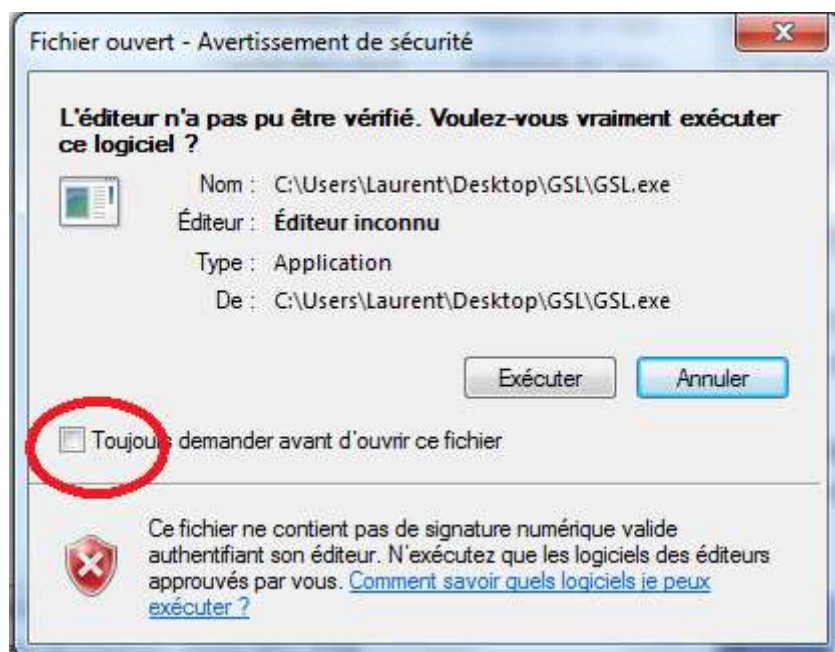 Fichier ouvert - Avertissement de sécurité
L'éditeur n'a pas pu être vérifié. Voulez-vous vraiment exécuter
ce logiciel ?
Nom : C:\Users\Laurent\Desktop\GSL\GSL.exe
Éditeur : Éditeur inconnu
Type : Application
De : C:\Users\Laurent\Desktop\GSL\GSL.exe
Exécuter Annuler
Toujours demander avant d'ouvrir ce fichier
Ce fichier ne contient pas de signature numérique valide
authentifiant son éditeur. N'exécutez que les logiciels des éditeurs
approuvés par vous. Comment savoir quels logiciels je peux
exécuter ?